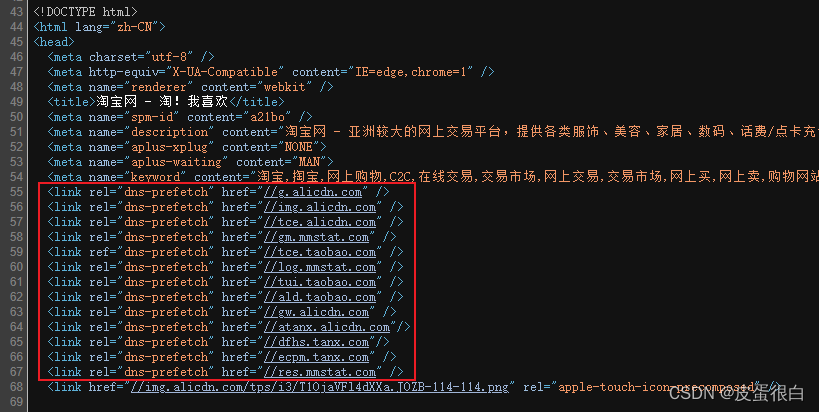 43 <!DOCTYPE html>
44 <html lang="zh-CN">
45 <head>
46 <meta charset="utf-8" />
47 <meta http-equiv="X-UA-Compatible" content="IE=edge,chrome=1" />
48 <meta name="renderer" content="webkit" />
49 <title>淘宝网 - 淘！我喜欢</title>
50 <meta name="spm-id" content="a21bo" />
51 <meta name="description" content="淘宝网 - 亚洲较大的网上交易平台，提供各类服饰、美容、家居、数码、话费/点卡充
52 <meta name="aplus-xplug" content="NONE">
53 <meta name="aplus-waiting" content="MAN">
54 <meta name="keyword" content="淘宝,掏宝,网上购物,C2C,在线交易,交易市场,网上交易,交易市场,网上买,网上卖,购物网站
55 <link rel="dns-prefetch" href="//g.alicdn.com" />
56 <link rel="dns-prefetch" href="//img.alicdn.com" />
57 <link rel="dns-prefetch" href="//tce.alicdn.com" />
58 <link rel="dns-prefetch" href="//gm.mmstat.com" />
59 <link rel="dns-prefetch" href="//tce.taobao.com" />
60 <link rel="dns-prefetch" href="//log.mmstat.com" />
61 <link rel="dns-prefetch" href="//tui.taobao.com" />
62 <link rel="dns-prefetch" href="//ald.taobao.com" />
63 <link rel="dns-prefetch" href="//gw.alicdn.com" />
64 <link rel="dns-prefetch" href="//atanx.alicdn.com"/>
65 <link rel="dns-prefetch" href="//dfhs.tanx.com"/>
66 <link rel="dns-prefetch" href="//ecpm.tanx.com" />
67 <link rel="dns-prefetch" href="//res.mmstat.com" />
68 <link href="//img.alicdn.com/tps/i3/T1OjaVFl4dXXa.JOZB-114-114.png" rel="apple-touch-icon-precomposed" />
69
CSDN @皮蛋很白